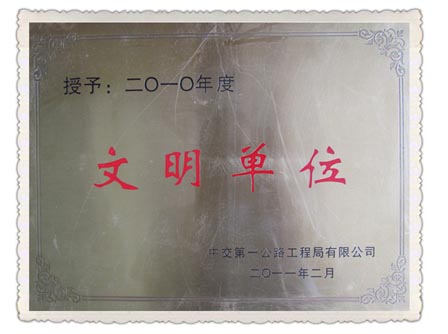 授予：二〇一〇年度
文明单位
中交第一公路工程局有限公司
二〇一一年二月